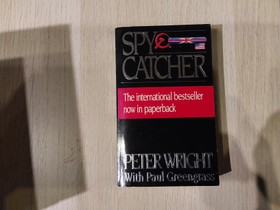 SPY
CATCHER
The international bestseller
now in paperback
PETER WRIGHT
With Paul Greengrass